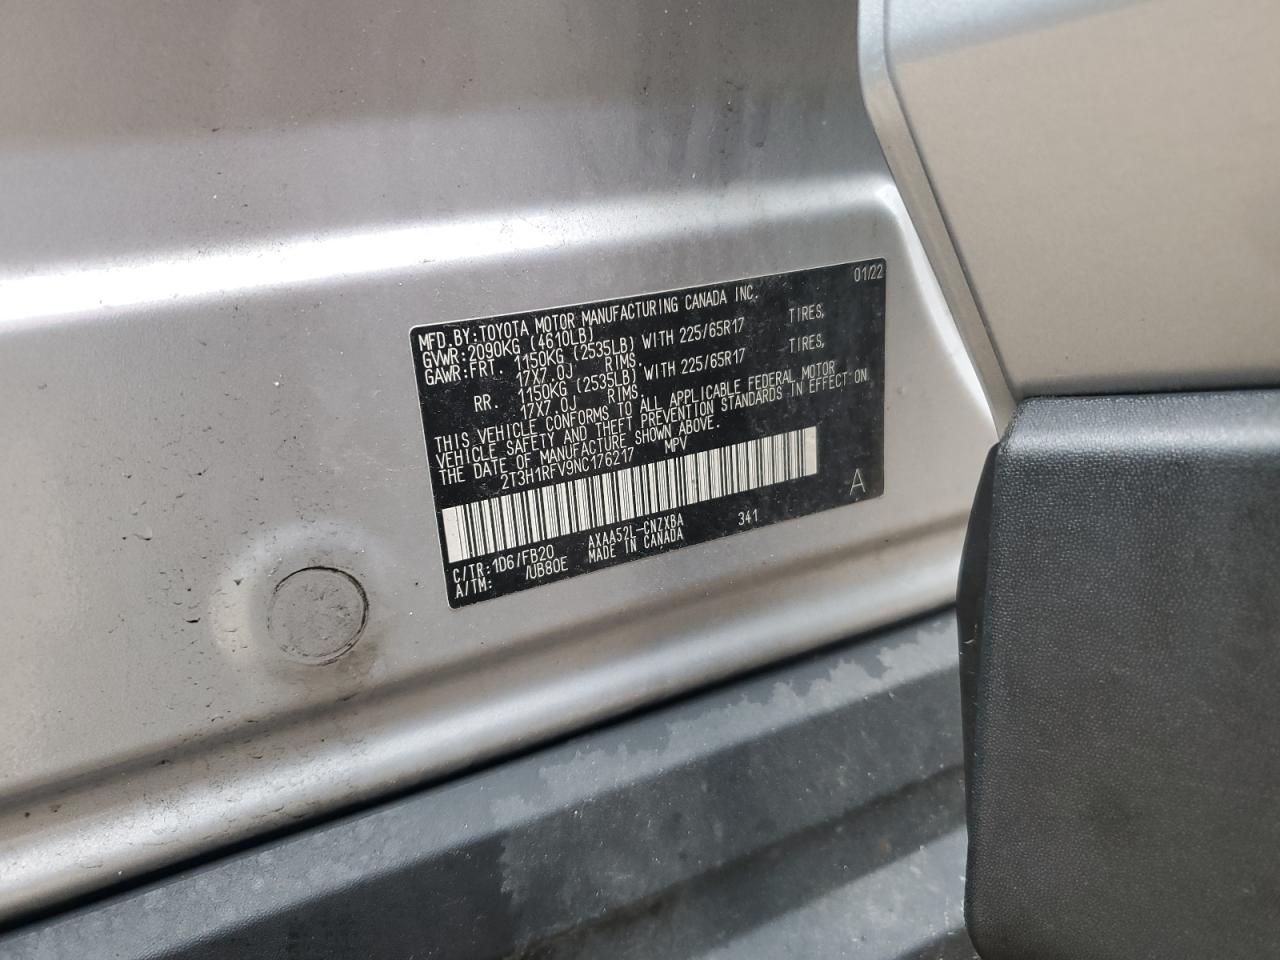 01/22
MFD.BY:TOYOTA MOTOR MANUFACTURING CANADA INC.
GVWR:2090KG (4610LB)
GAWR:FRT. 1150KG (2535LB) WITH 225/65R17 TIRES,
17X7.0J RIMS.
RR. 1150KG (2535LB) WITH 225/65R17 TIRES,
17X7.0J RIMS.
THIS VEHICLE CONFORMS TO ALL APPLICABLE FEDERAL MOTOR
VEHICLE SAFETY AND THEFT PREVENTION STANDARDS IN EFFECT ON
THE DATE OF MANUFACTURE SHOWN ABOVE.
2T3H1RFV9NC176217 MPV
A
C/TR:1D6/FB20 AXAA52L-CNZXBA 341
A/TM: /UB80E MADE IN CANADA